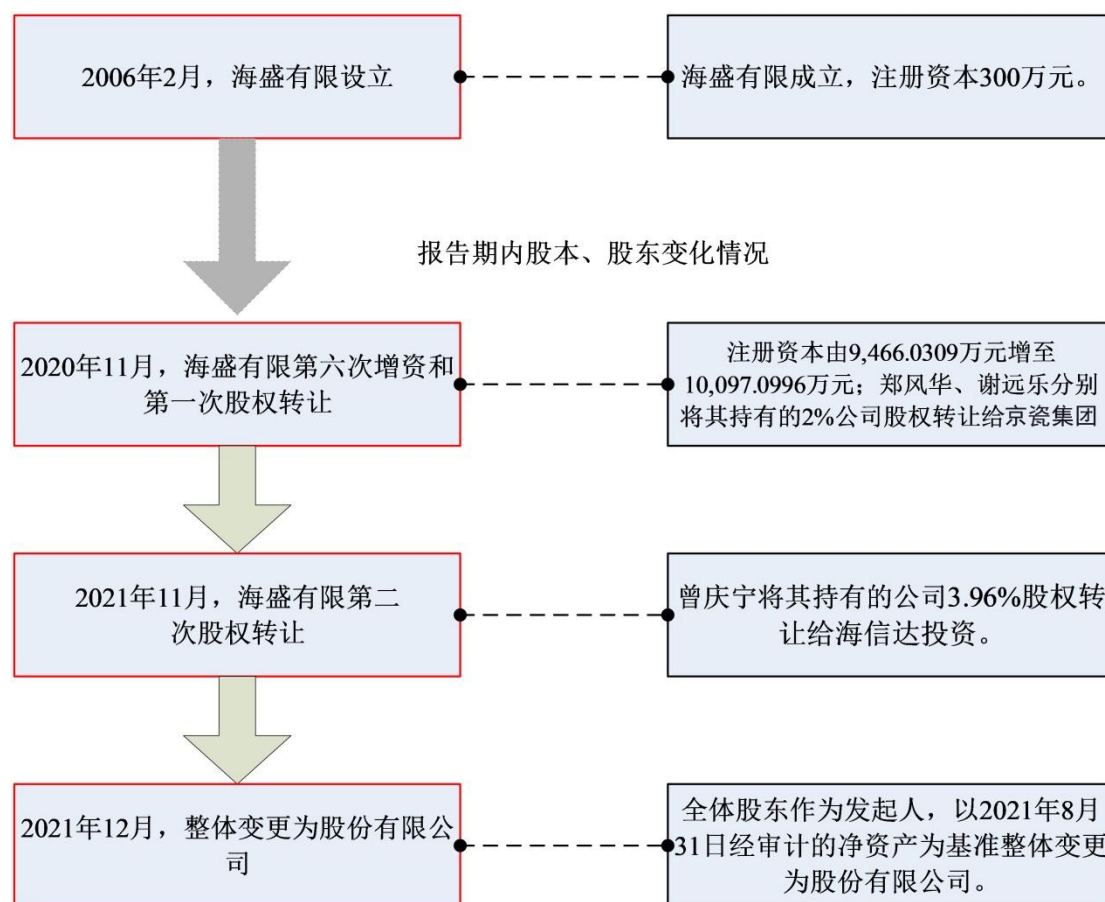 2006年2月，海盛有限设立
海盛有限成立，注册资本300万元。
报告期内股本、股东变化情况
2020年11月，海盛有限第六次增资和
第一次股权转让
注册资本由9,466.0309万元增至
10,097.0996万元；郑风华、谢远乐分别
将其持有的2%公司股权转让给京瓷集团
2021年11月，海盛有限第二
次股权转让
曾庆宁将其持有的公司3.96%股权转
让给海信达投资。
2021年12月，整体变更为股份有限公
司
全体股东作为发起人，以2021年8月
31日经审计的净资产为基准整体变更
为股份有限公司。